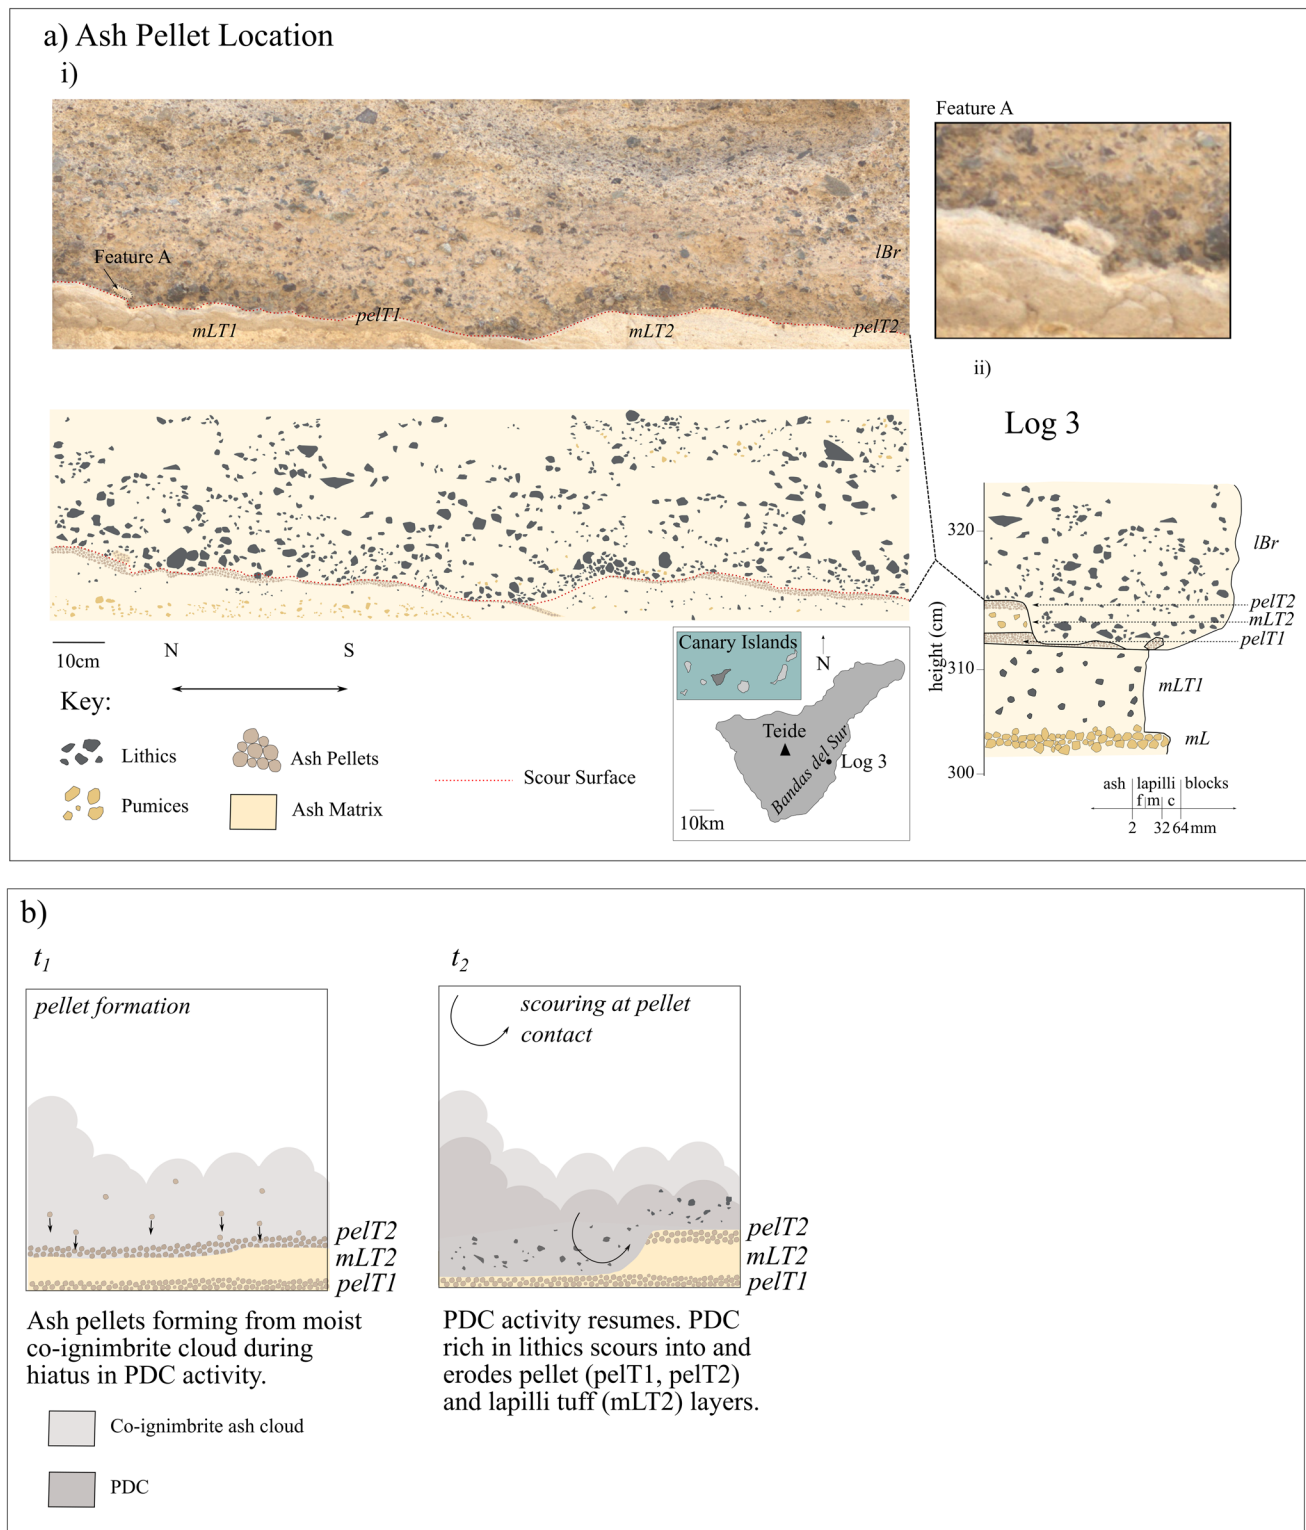 a) Ash Pellet Location
i)
Feature A
lBr
pelT1
mLT1
mLT2
pelT2
Feature A
ii)
Log 3
320
310
300
height (cm)
lBr
pelT2
mLT2
pelT1
mLT1
mL
ash lapilli blocks
f m c
2 32 64 mm
10cm
N S
Key:
Lithics
Ash Pellets
Pumices
Ash Matrix
Scour Surface
Canary Islands
N
Teide
Bandas del Sur
Log 3
10km
b)
t1
pellet formation
pelT2
mLT2
pelT1
Ash pellets forming from moist
co-ignimbrite cloud during
hiatus in PDC activity.
t2
scouring at pellet
contact
pelT2
mLT2
pelT1
PDC activity resumes. PDC
rich in lithics scours into and
erodes pellet (pelT1, pelT2)
and lapilli tuff (mLT2) layers.
Co-ignimbrite ash cloud
PDC